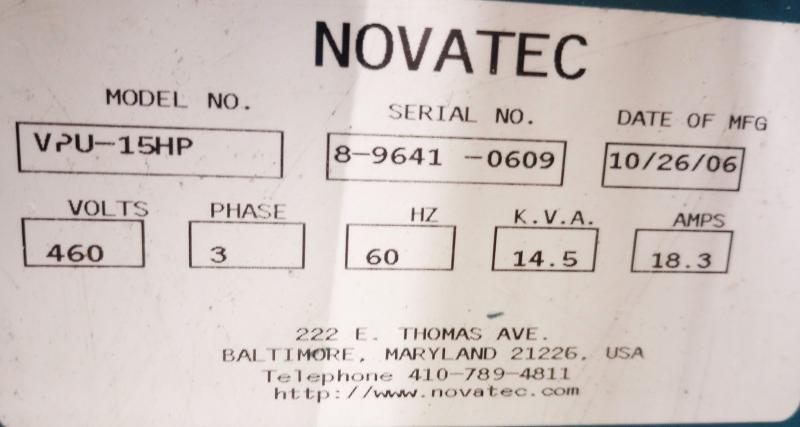 NOVATEC
MODEL NO. SERIAL NO. DATE OF MFG
VPU-15HP 8-9641 -0609 10/26/06
VOLTS PHASE HZ K.V.A. AMPS
460 3 60 14.5 18.3
222 E. THOMAS AVE.
BALTIMORE, MARYLAND 21226, USA
Telephone 410-789-4811
http://www.novatec.com